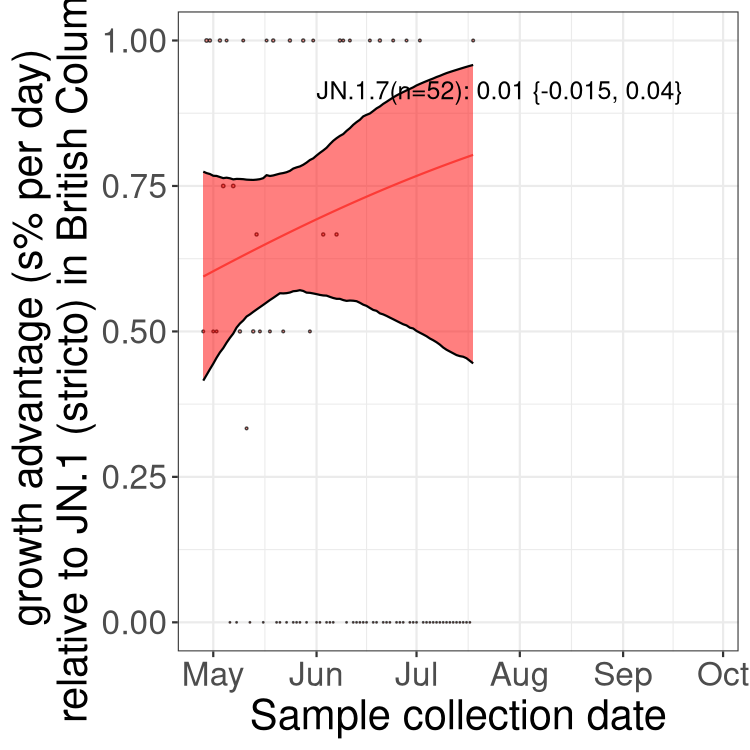 growth advantage (s% per day)
relative to JN.1 (stricto) in British Colum
1.00
0.75
0.50
0.25
0.00
JN.1.7(n=52): 0.01 {-0.015, 0.04}
May Jun Jul Aug Sep Oct
Sample collection date